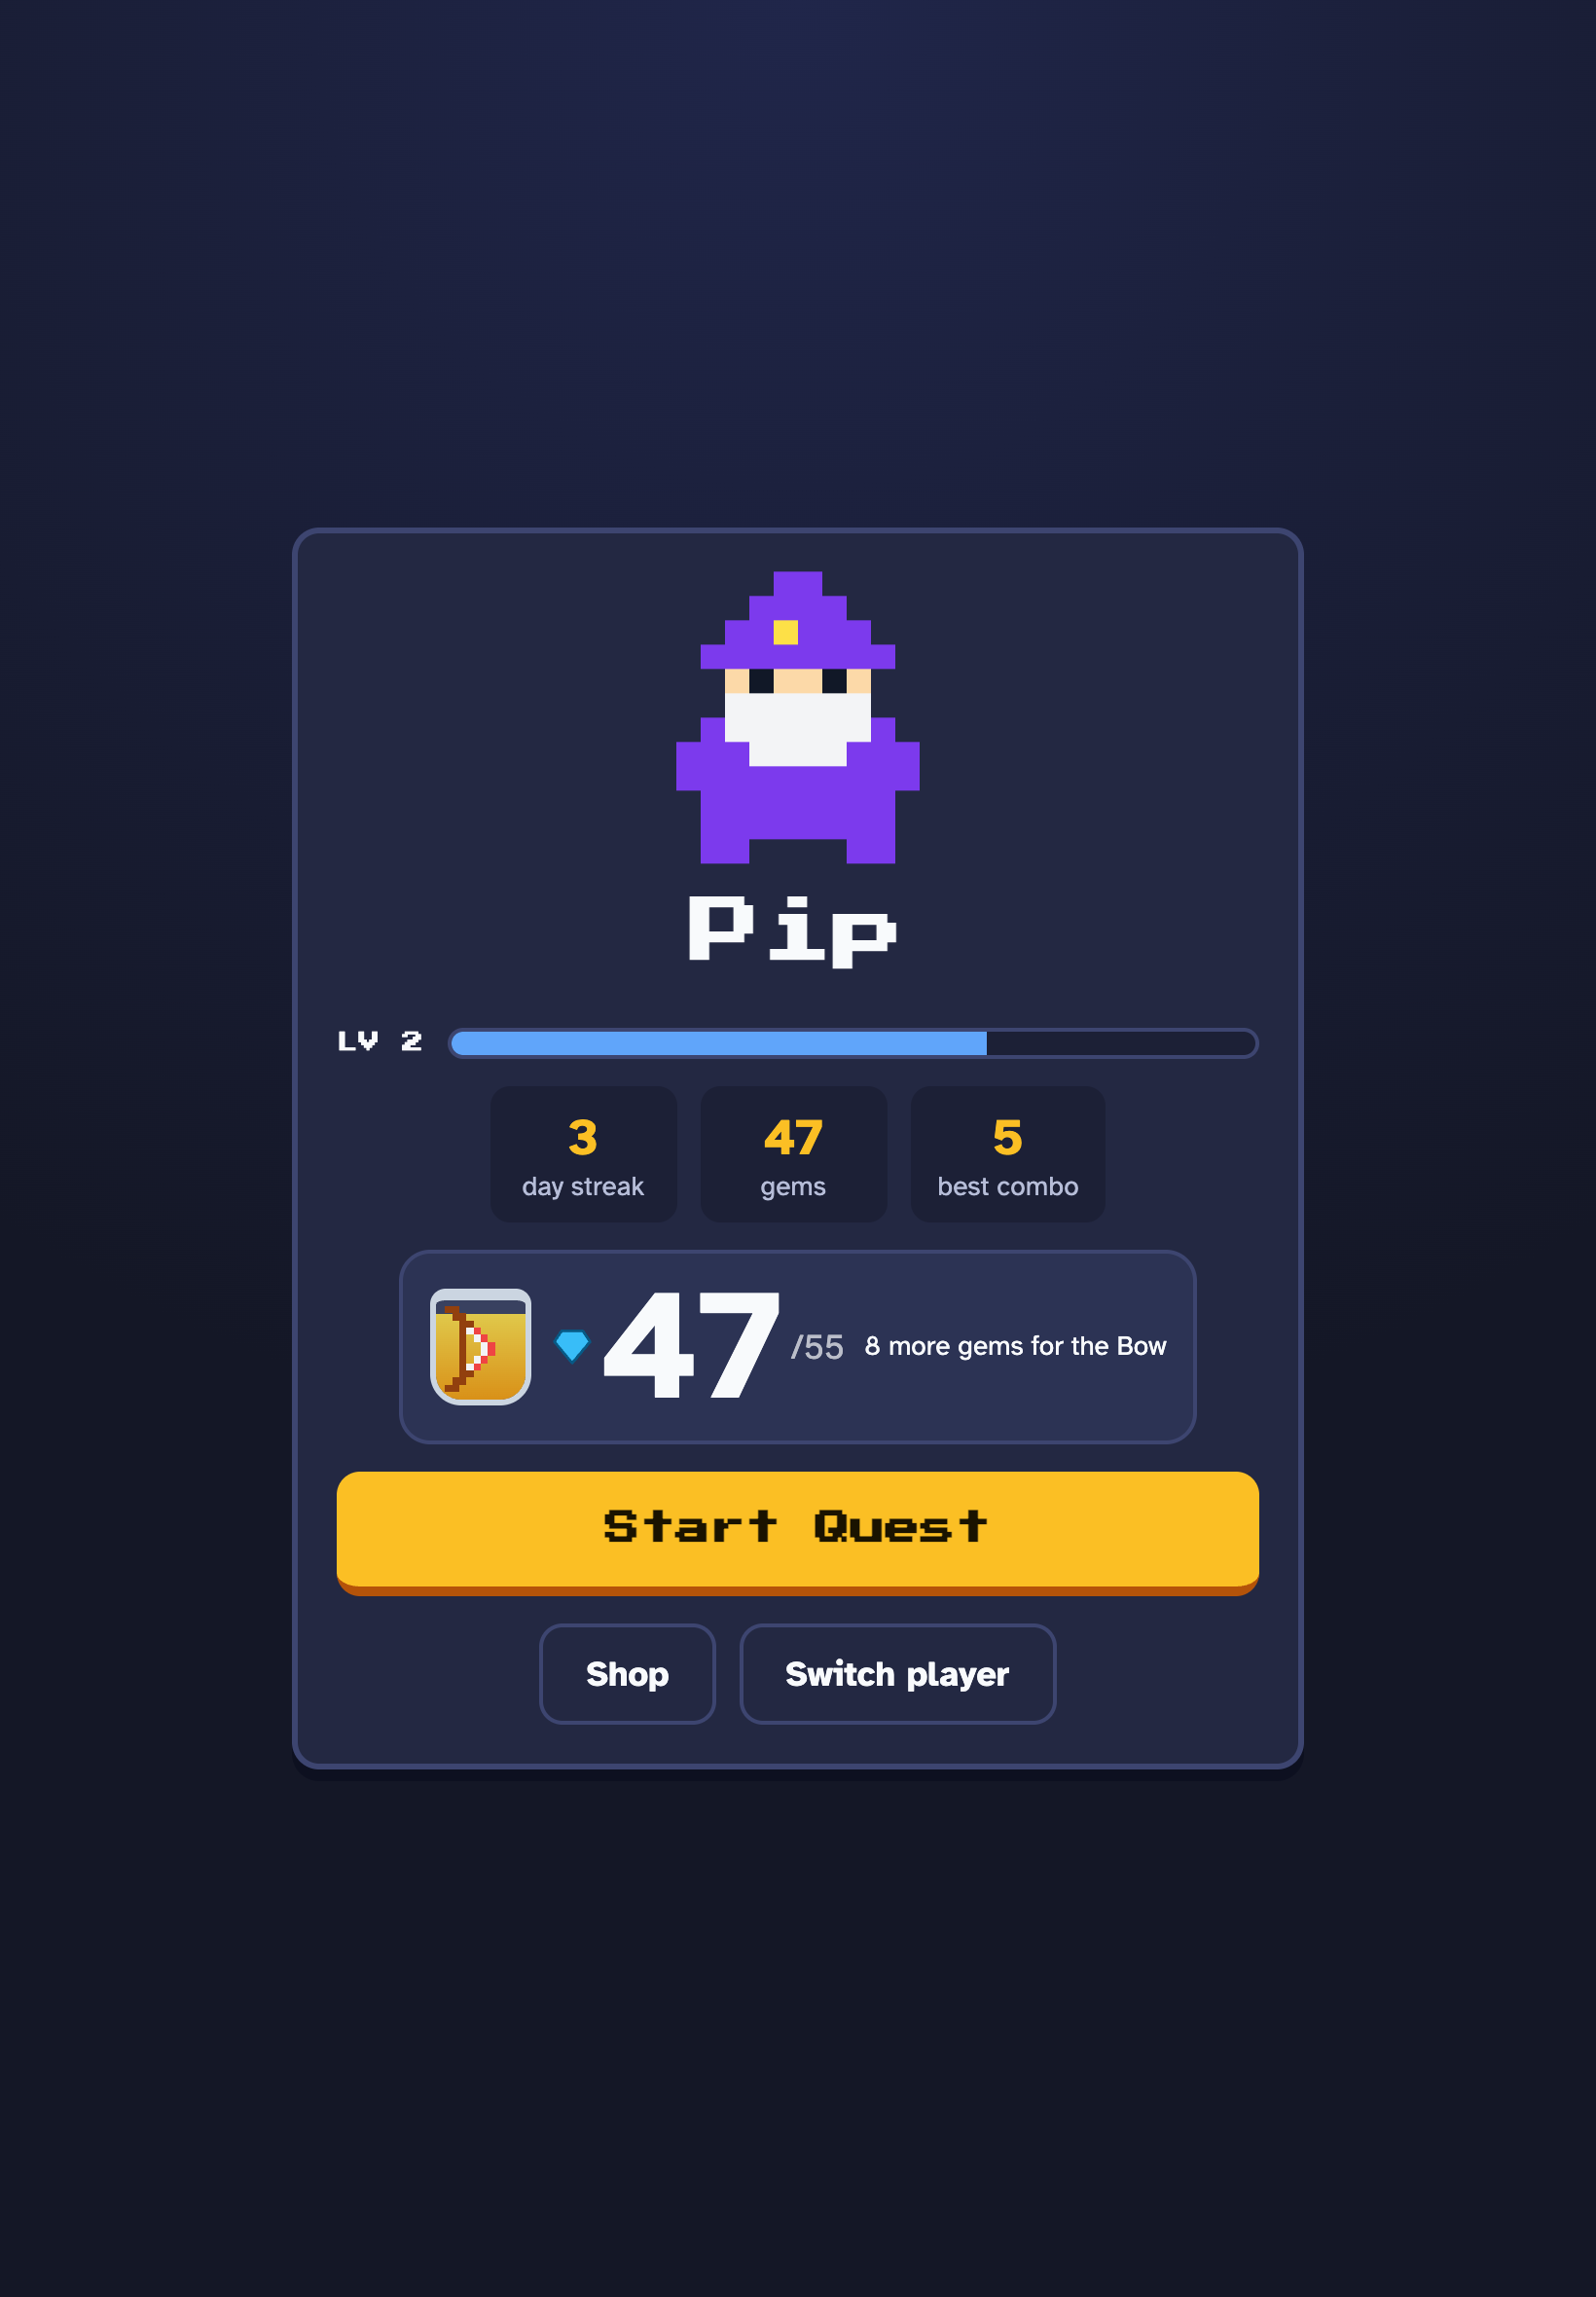 Pip
LV 2
3 47 5
day streak gems best combo
47 /55 8 more gems for the Bow
Start Quest
Shop Switch player